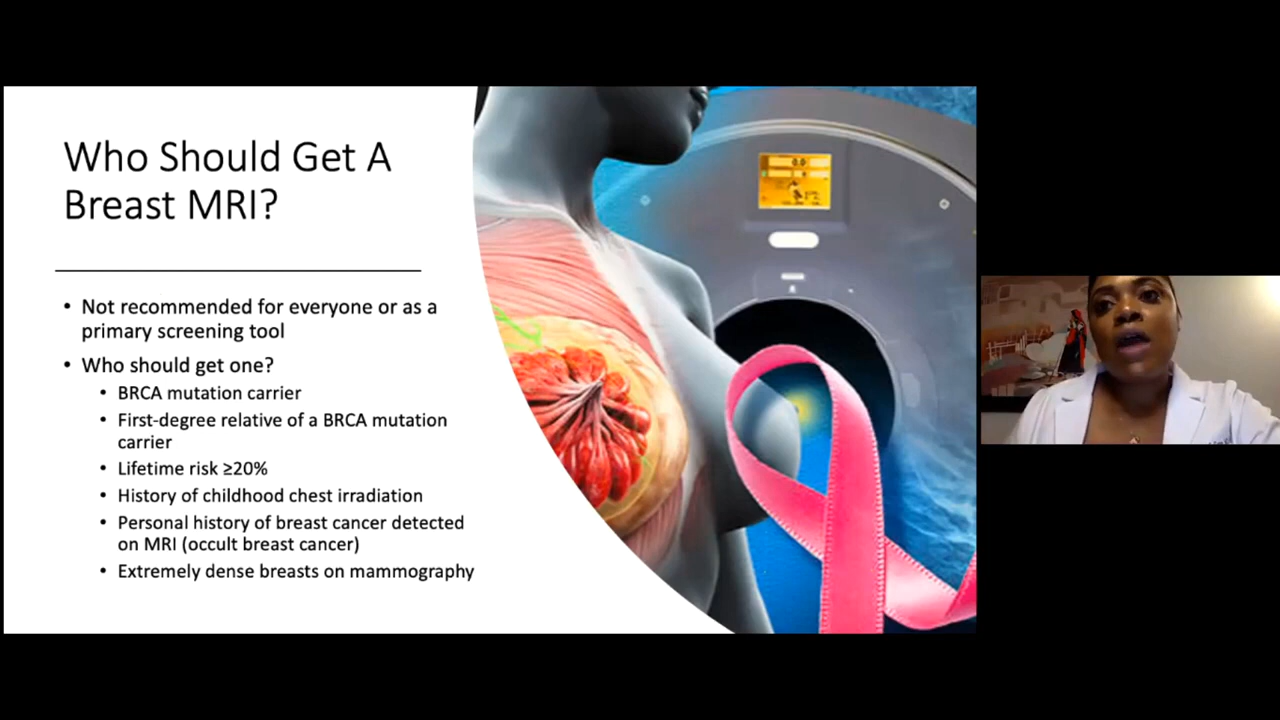 Who Should Get A
Breast MRI?
• Not recommended for everyone or as a
primary screening tool
• Who should get one?
• BRCA mutation carrier
• First-degree relative of a BRCA mutation
carrier
• Lifetime risk ≥20%
• History of childhood chest irradiation
• Personal history of breast cancer detected
on MRI (occult breast cancer)
• Extremely dense breasts on mammography
0.0